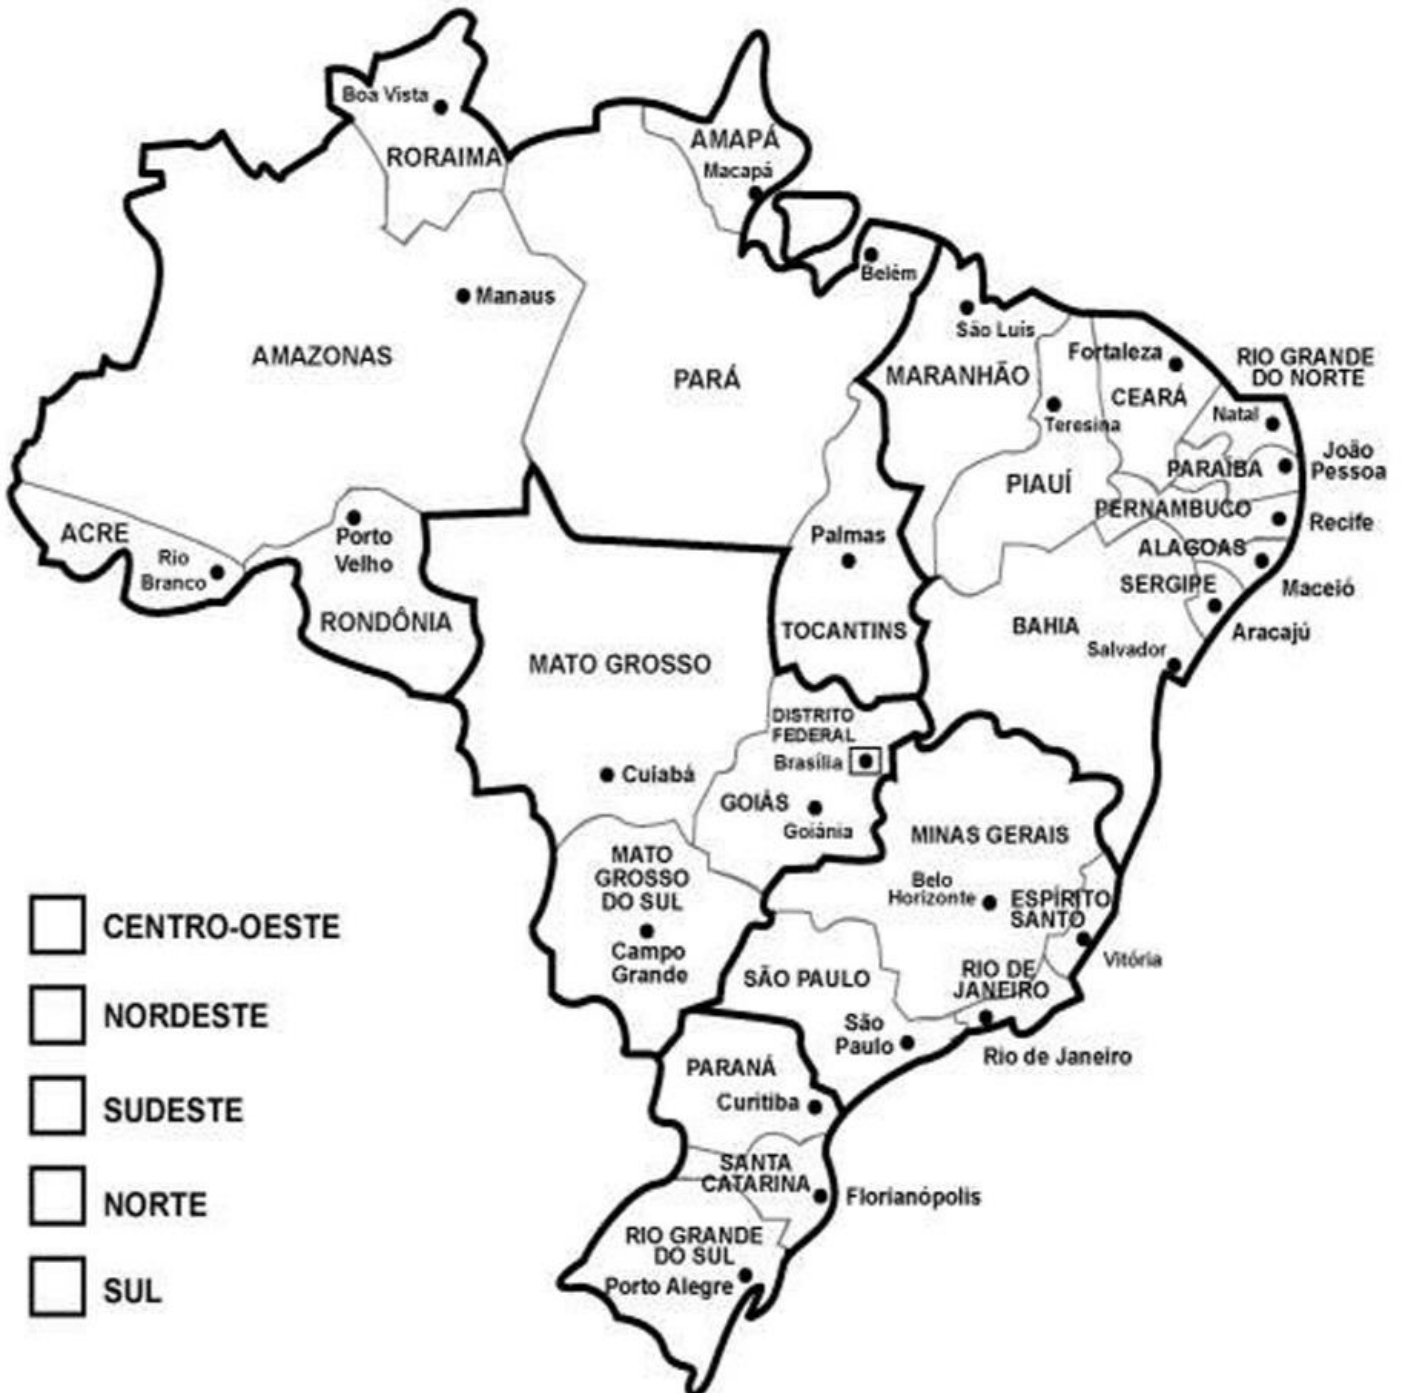 Boa Vista
RORAIMA
AMAPÁ
Macapá
Belém
Manaus
AMAZONAS
PARÁ
São Luis
MARANHÃO
Fortaleza
CEARÁ
RIO GRANDE
DO NORTE
Natal
Teresina
PIAUÍ
PARAÍBA
João
Pessoa
PERNAMBUCO
Recife
ALAGOAS
Maceió
SERGIPE
Aracajú
BAHIA
Salvador
ACRE
Rio
Branco
Porto
Velho
RONDÔNIA
Palmas
TOCANTINS
MATO GROSSO
Cuiabá
DISTRITO
FEDERAL
Brasília
GOIÁS
Goiânia
MINAS GERAIS
Belo
Horizonte
ESPÍRITO
SANTO
Vitória
MATO
GROSSO
DO SUL
Campo
Grande
SÃO PAULO
São
Paulo
RIO DE
JANEIRO
Rio de Janeiro
PARANÁ
Curitiba
SANTA
CATARINA
Florianópolis
RIO GRANDE
DO SUL
Porto Alegre
CENTRO-OESTE
NORDESTE
SUDESTE
NORTE
SUL